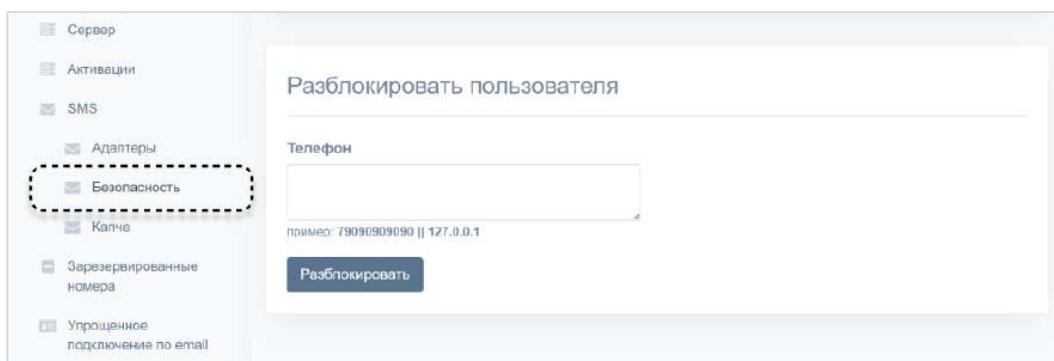 Сервер
Активации
SMS
Адаптеры
Безопасность
Капча
Зарезервированные
номера
Упрощенное
подключение по email
Разблокировать пользователя
Телефон
пример: 79090909090 || 127.0.0.1
Разблокировать